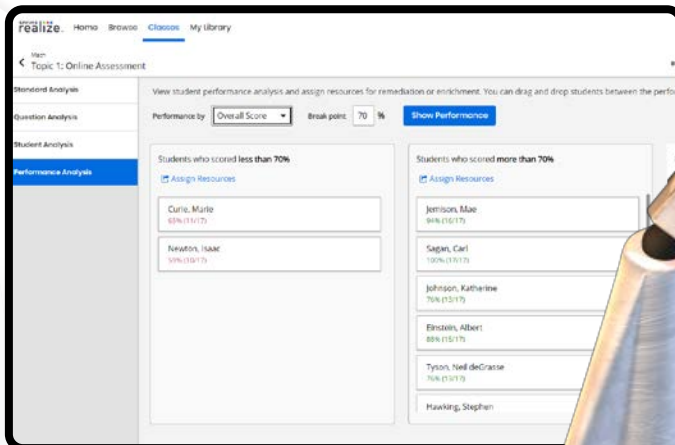 realize. Home Browse Classes My Library
Math
Topic 1: Online Assessment
Standard Analysis
Question Analysis
Student Analysis
Performance Analysis
View student performance analysis and assign resources for remediation or enrichment. You can drag and drop students between the perfo
Performance by Overall Score Break point 70 % Show Performance
Students who scored less than 70%
Assign Resources
Curie, Marie
65% (11/17)
Newton, Isaac
(10/17)
Students who scored more than 70%
Assign Resources
Jemison, Mae
94% (16/17)
Sagan, Carl
100% (17/17)
Johnson, Katherine
76% (13/17)
Einstein, Albert
88% (15/17)
Tyson, Neil deGrasse
76% (13/17)
Hawking, Stephen